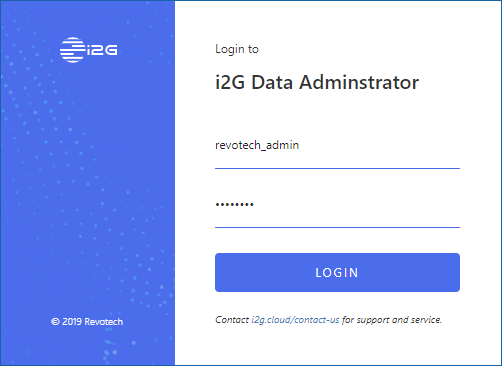 i2G
© 2019 Revotech
Login to
i2G Data Adminstrator
revotech_admin
••••••••
LOGIN
Contact i2g.cloud/contact-us for support and service.